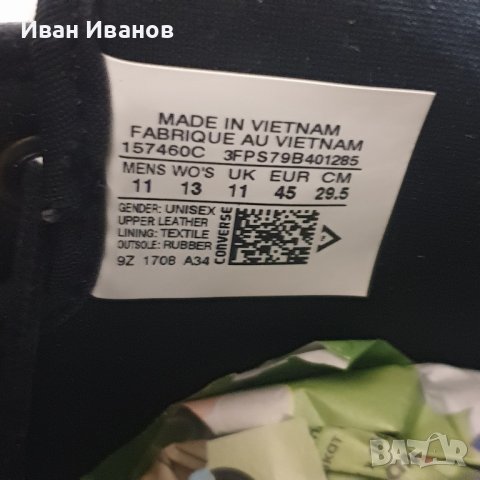 Иван Иванов
MADE IN VIETNAM
FABRIQUE AU VIETNAM
157460C 3FPS79B401285
MENS WO'S UK EUR CM
11 13 11 45 29.5
GENDER: UNISEX
UPPER LEATHER
LINING: TEXTILE
OUTSOLE: RUBBER
9Z 1708 A34
CONVERSE
BAZAR